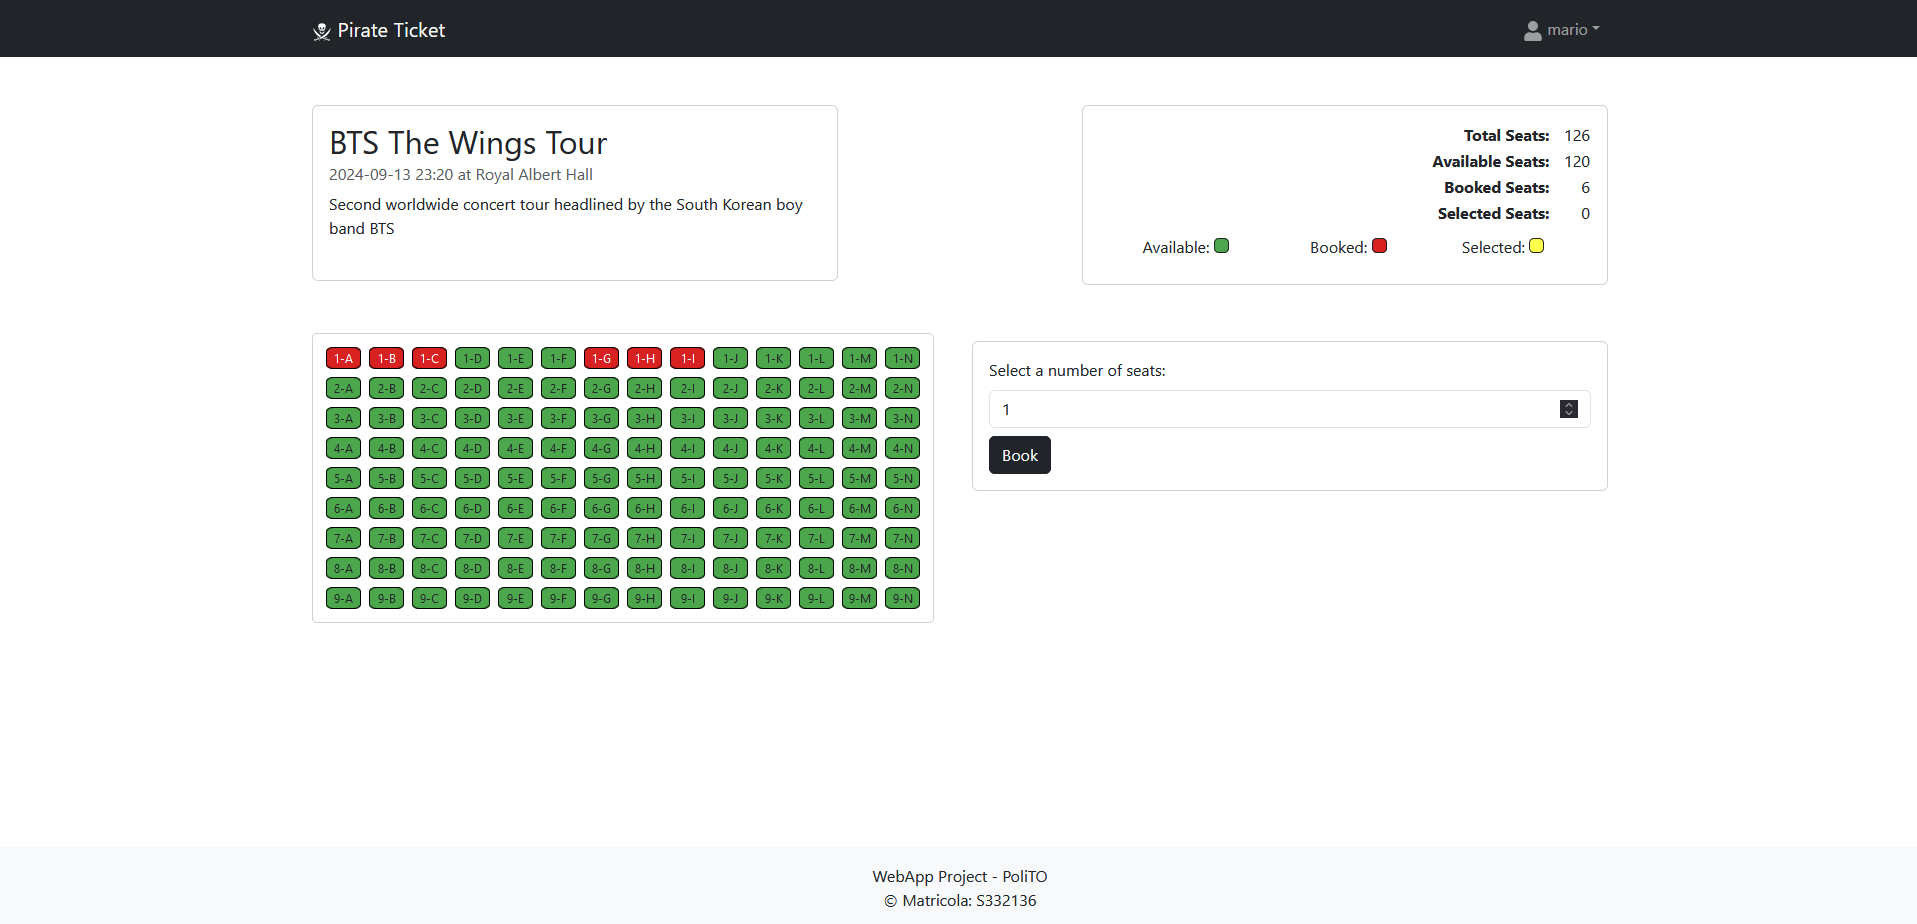 Pirate Ticket
mario
BTS The Wings Tour
2024-09-13 23:20 at Royal Albert Hall
Second worldwide concert tour headlined by the South Korean boy
band BTS
Total Seats: 126
Available Seats: 120
Booked Seats: 6
Selected Seats: 0
Available: Booked: Selected:
1-A 1-B 1-C 1-D 1-E 1-F 1-G 1-H 1-I 1-J 1-K 1-L 1-M 1-N
2-A 2-B 2-C 2-D 2-E 2-F 2-G 2-H 2-I 2-J 2-K 2-L 2-M 2-N
3-A 3-B 3-C 3-D 3-E 3-F 3-G 3-H 3-I 3-J 3-K 3-L 3-M 3-N
4-A 4-B 4-C 4-D 4-E 4-F 4-G 4-H 4-I 4-J 4-K 4-L 4-M 4-N
5-A 5-B 5-C 5-D 5-E 5-F 5-G 5-H 5-I 5-J 5-K 5-L 5-M 5-N
6-A 6-B 6-C 6-D 6-E 6-F 6-G 6-H 6-I 6-J 6-K 6-L 6-M 6-N
7-A 7-B 7-C 7-D 7-E 7-F 7-G 7-H 7-I 7-J 7-K 7-L 7-M 7-N
8-A 8-B 8-C 8-D 8-E 8-F 8-G 8-H 8-I 8-J 8-K 8-L 8-M 8-N
9-A 9-B 9-C 9-D 9-E 9-F 9-G 9-H 9-I 9-J 9-K 9-L 9-M 9-N
Select a number of seats:
1
Book
WebApp Project - PoliTO
© Matricola: S332136